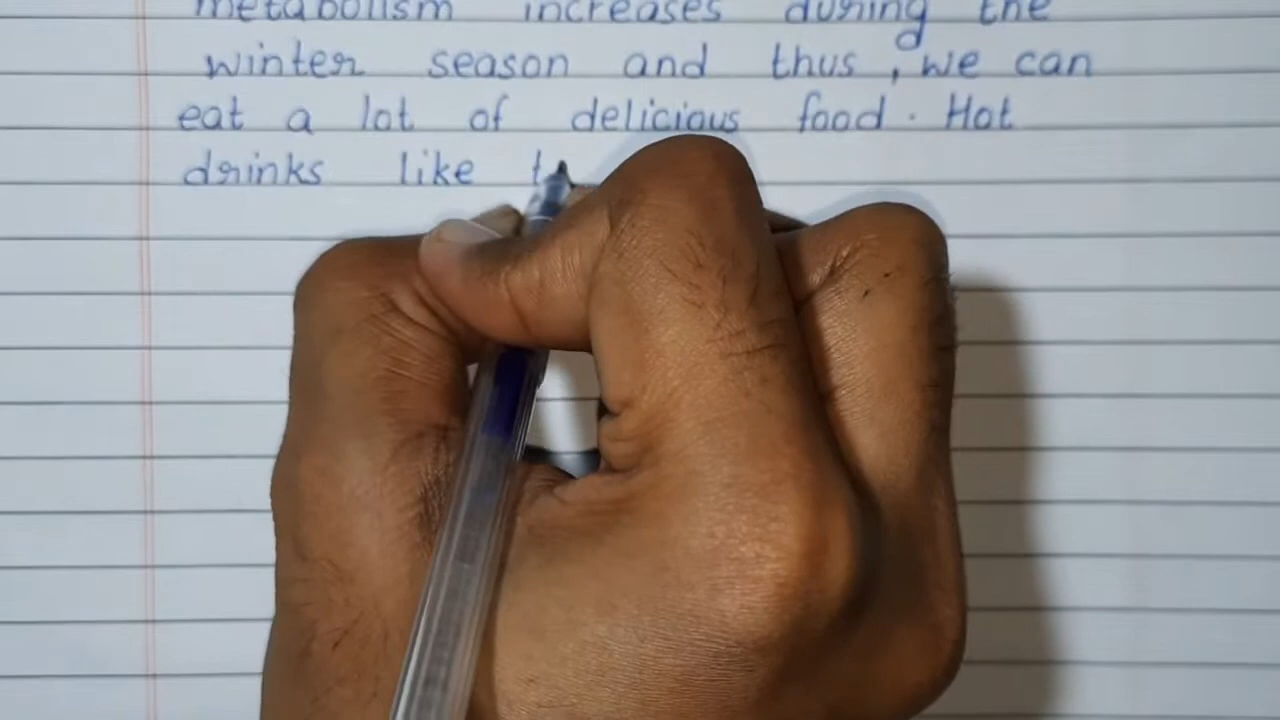 metabolism increases during the
winter season and thus , we can
eat a lot of delicious food . Hot
drinks like t